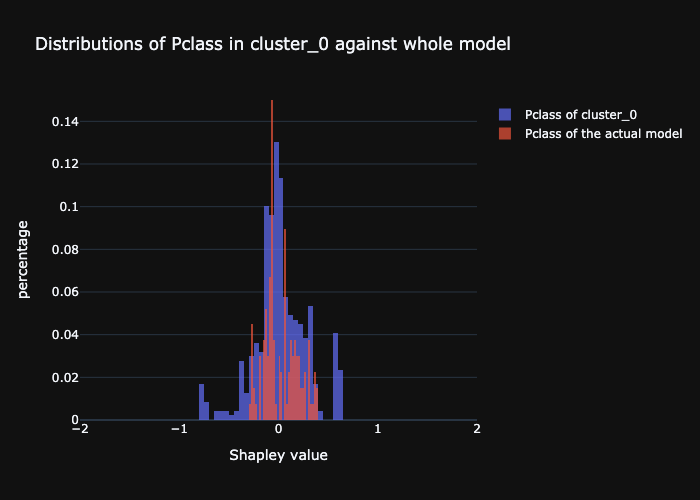 Distributions of Pclass in cluster_0 against whole model
Pclass of cluster_0
Pclass of the actual model
0.14
0.12
0.1
0.08
0.06
0.04
0.02
0
−2
−1
0
1
2
percentage
Shapley value